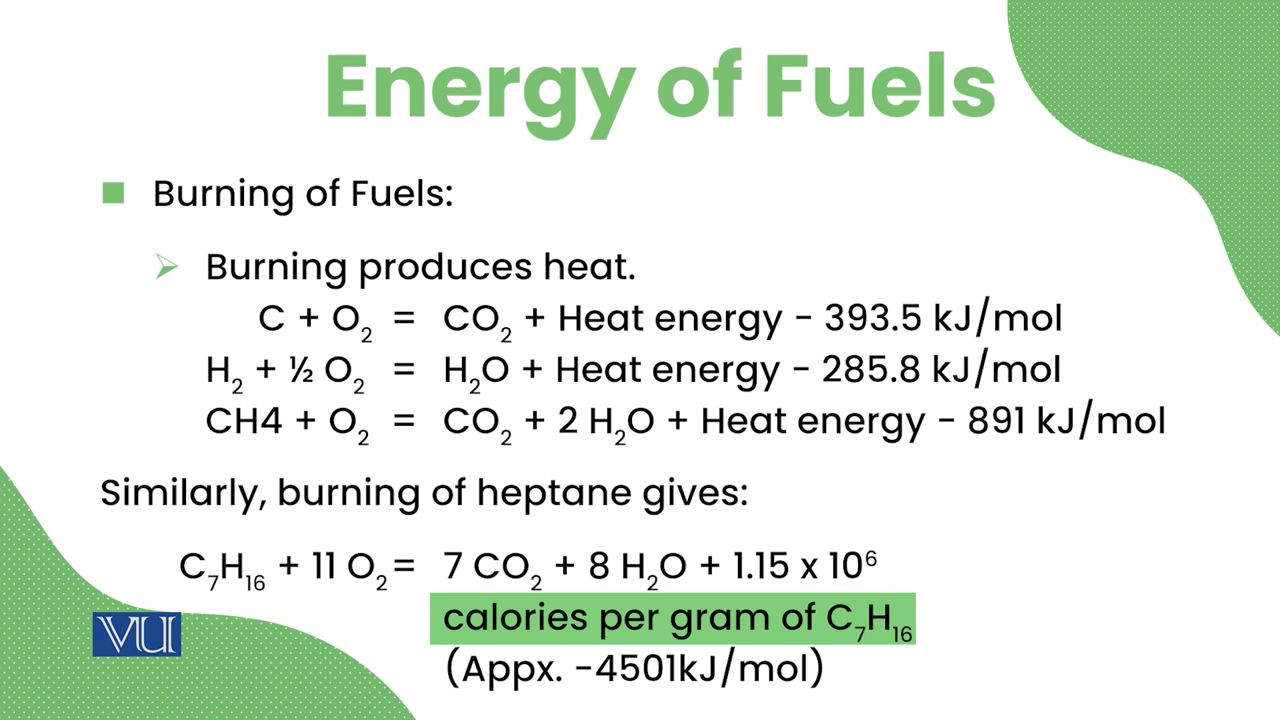 Energy of Fuels
■ Burning of Fuels:
➢ Burning produces heat.
C + O₂ = CO₂ + Heat energy - 393.5 kJ/mol
H₂ + ½ O₂ = H₂O + Heat energy - 285.8 kJ/mol
CH4 + O₂ = CO₂ + 2 H₂O + Heat energy - 891 kJ/mol
Similarly, burning of heptane gives:
C₇H₁₆ + 11 O₂ = 7 CO₂ + 8 H₂O + 1.15 x 10⁶
calories per gram of C₇H₁₆
(Appx. -4501kJ/mol)
VU